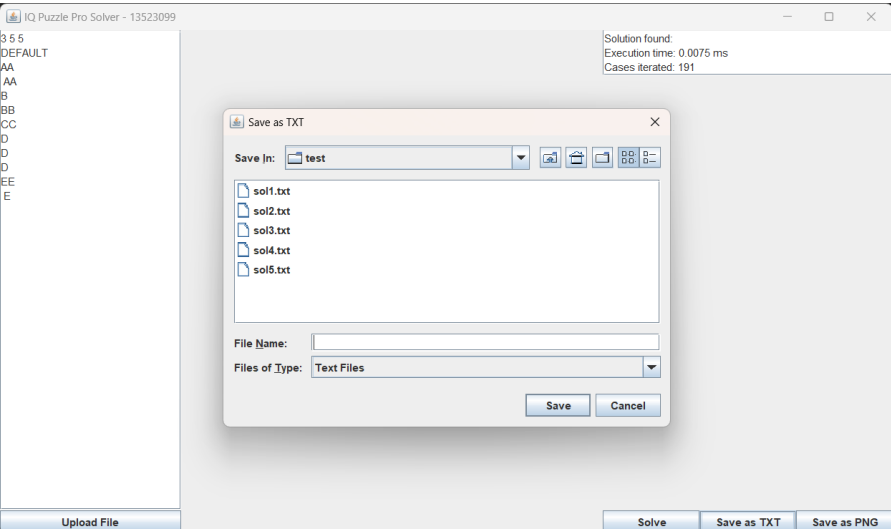 IQ Puzzle Pro Solver - 13523099
3 5 5
DEFAULT
AA
 AA
B
BB
CC
D
D
D
EE
 E
Solution found:
Execution time: 0.0075 ms
Cases iterated: 191
Save as TXT
Save In: test
sol1.txt
sol2.txt
sol3.txt
sol4.txt
sol5.txt
File Name:
Files of Type: Text Files
Save Cancel
Upload File
Solve Save as TXT Save as PNG